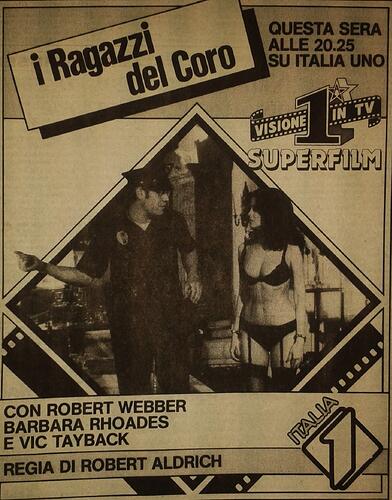 i Ragazzi
del Coro
QUESTA SERA
ALLE 20.25
SU ITALIA UNO
VISIONE 1 IN TV
SUPERFILM
CON ROBERT WEBBER
BARBARA RHOADES
E VIC TAYBACK
REGIA DI ROBERT ALDRICH
ITALIA
1